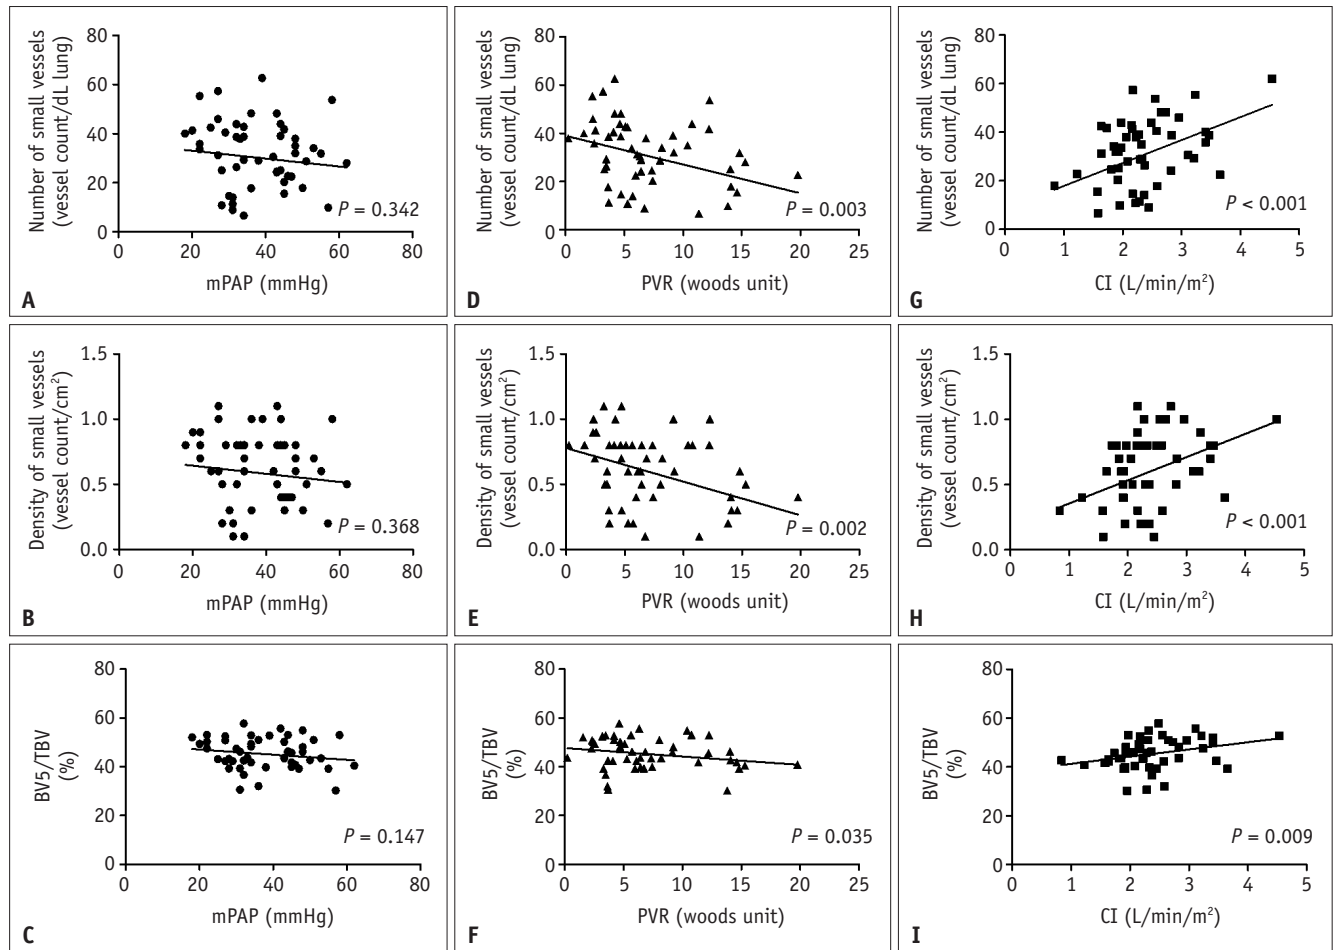 Number of small vessels
(vessel count/dL lung)
80
60
40
20
0
0 20 40 60 80
P = 0.342
mPAP (mmHg)
A
Number of small vessels
(vessel count/dL lung)
80
60
40
20
0
0 5 10 15 20 25
P = 0.003
PVR (woods unit)
D
Number of small vessels
(vessel count/dL lung)
80
60
40
20
0
0 1 2 3 4 5
P < 0.001
CI (L/min/m²)
G
Density of small vessels
(vessel count/cm²)
1.5
1.0
0.5
0.0
0 20 40 60 80
P = 0.368
mPAP (mmHg)
B
Density of small vessels
(vessel count/cm²)
1.5
1.0
0.5
0.0
0 5 10 15 20 25
P = 0.002
PVR (woods unit)
E
Density of small vessels
(vessel count/cm²)
1.5
1.0
0.5
0.0
0 1 2 3 4 5
P < 0.001
CI (L/min/m²)
H
BV5/TBV
(%)
80
60
40
20
0
0 20 40 60 80
P = 0.147
mPAP (mmHg)
C
BV5/TBV
(%)
80
60
40
20
0
0 5 10 15 20 25
P = 0.035
PVR (woods unit)
F
BV5/TBV
(%)
80
60
40
20
0
0 1 2 3 4 5
P = 0.009
CI (L/min/m²)
I